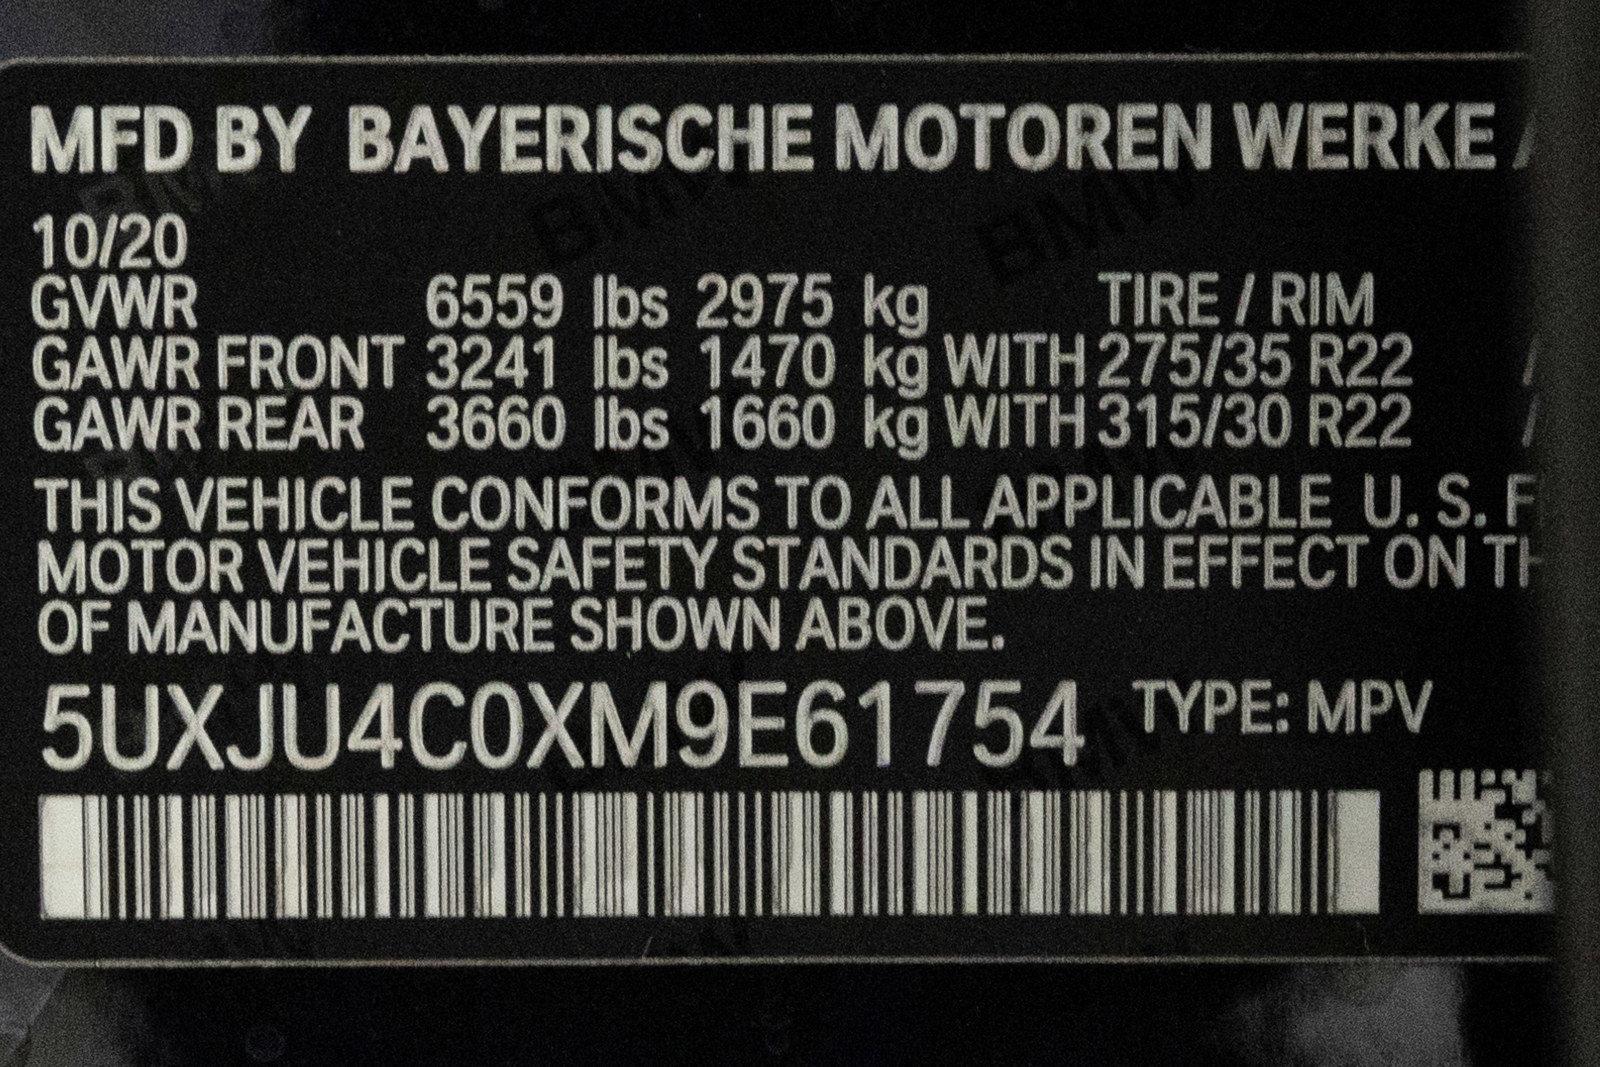 MFD BY BAYERISCHE MOTOREN WERKE
10/20
GVWR 6559 lbs 2975 kg TIRE / RIM
GAWR FRONT 3241 lbs 1470 kg WITH 275/35 R22
GAWR REAR 3660 lbs 1660 kg WITH 315/30 R22
THIS VEHICLE CONFORMS TO ALL APPLICABLE U. S. F
MOTOR VEHICLE SAFETY STANDARDS IN EFFECT ON TH
OF MANUFACTURE SHOWN ABOVE.
5UXJU4C0XM9E61754 TYPE: MPV